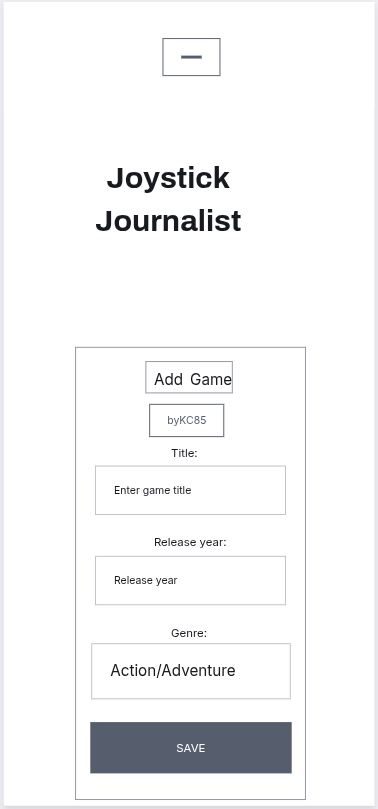 Joystick
Journalist
Add Game
byKC85
Title:
Enter game title
Release year:
Release year
Genre:
Action/Adventure
SAVE